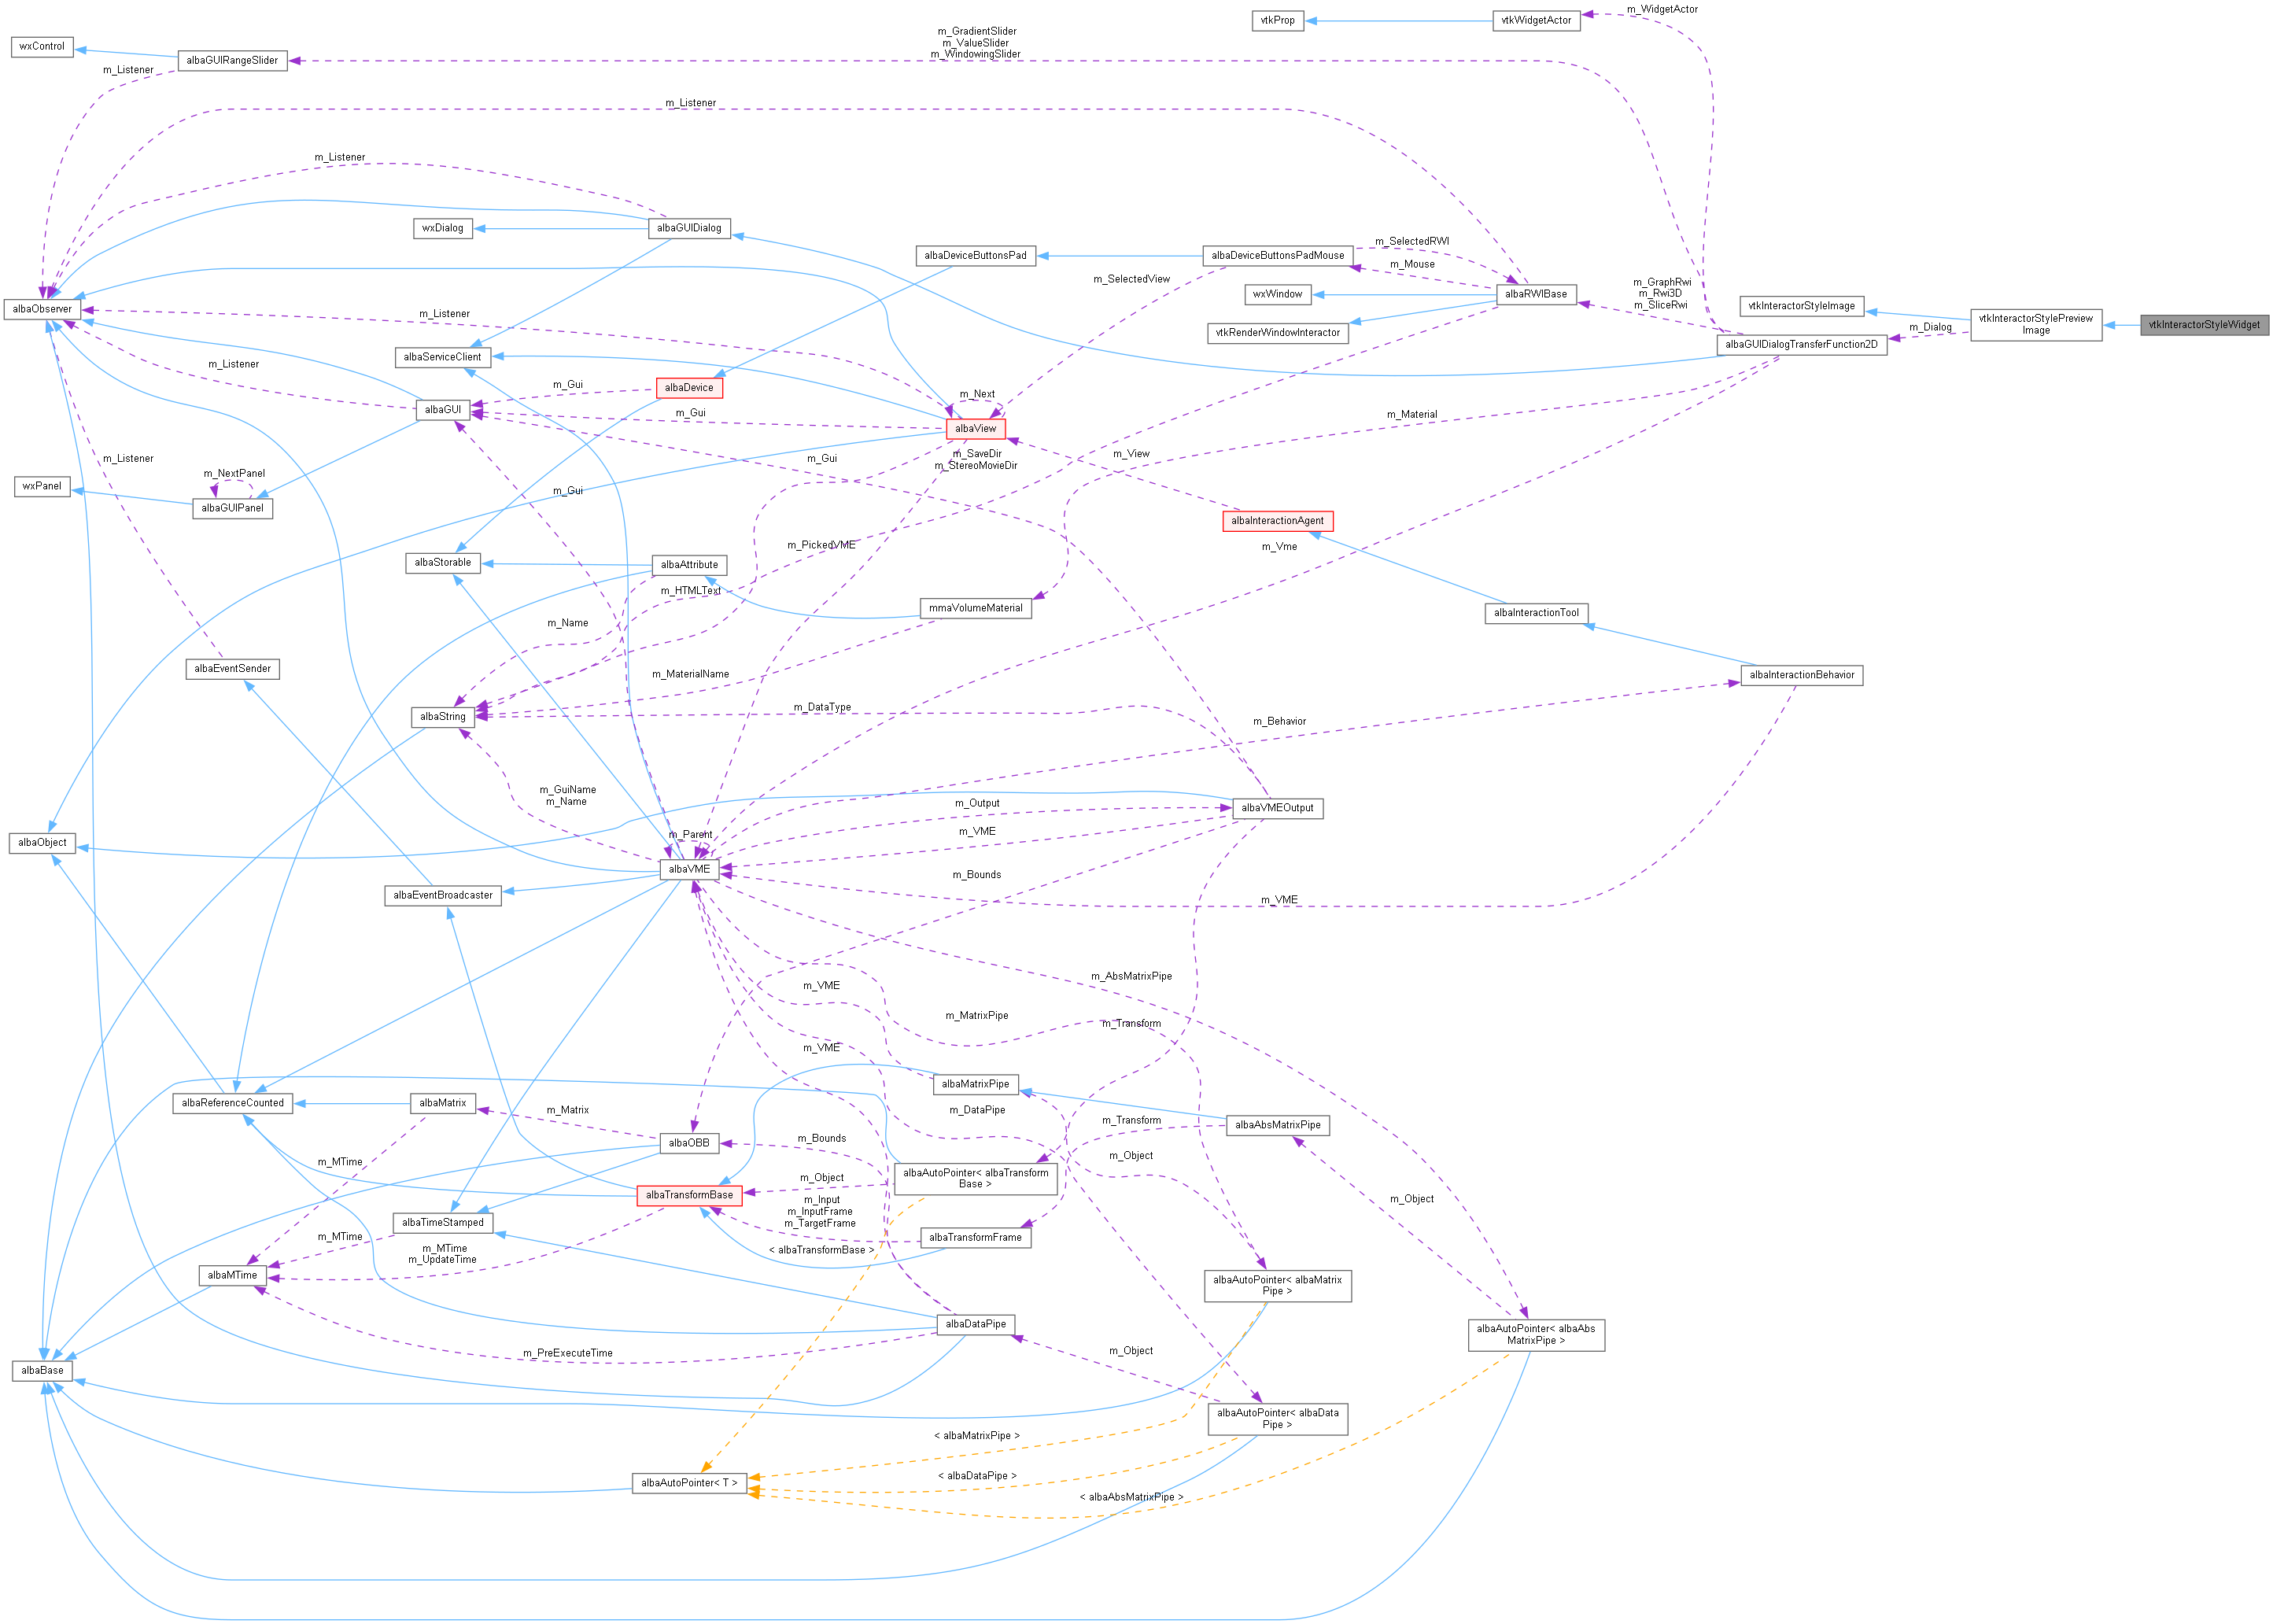 vtkProp
vtkWidgetActor
m_WidgetActor
wxControl
albaGUIRangeSlider
m_GradientSlider
m_ValueSlider
m_WindowingSlider
m_Listener
m_Listener
m_Listener
wxDialog
albaGUIDialog
albaDeviceButtonsPad
albaDeviceButtonsPadMouse
m_SelectedRWI
m_Mouse
m_SelectedView
wxWindow
albaRWIBase
m_GraphRwi
m_Rwi3D
m_SliceRwi
vtkRenderWindowInteractor
vtkInteractorStyleImage
vtkInteractorStylePreview
Image
vtkInteractorStyleWidget
m_Dialog
albaGUIDialogTransferFunction2D
albaObserver
m_Listener
albaServiceClient
m_Listener
albaDevice
m_Gui
albaGUI
m_Gui
m_Next
albaView
m_Material
m_Listener
m_NextPanel
wxPanel
albaGUIPanel
m_Gui
m_Gui
m_SaveDir
m_StereoMovieDir
m_View
albaInteractionAgent
m_PickedVME
m_Vme
albaStorable
albaAttribute
m_HTMLText
mmaVolumeMaterial
albaInteractionTool
m_Name
albaEventSender
m_MaterialName
albaInteractionBehavior
albaString
m_DataType
m_Behavior
m_GuiName
m_Name
m_Output
albaVMEOutput
albaObject
m_Parent
m_VME
albaVME
m_Bounds
albaEventBroadcaster
m_VME
m_AbsMatrixPipe
m_VME
m_MatrixPipe
m_Transform
m_VME
albaMatrixPipe
albaReferenceCounted
albaMatrix
m_Matrix
m_DataPipe
m_Transform
albaAbsMatrixPipe
albaOBB
m_Bounds
m_MTime
m_Object
albaAutoPointer< albaTransform
Base >
m_Object
albaTransformBase
m_Input
m_InputFrame
m_TargetFrame
m_Object
albaTimeStamped
m_MTime
albaTransformFrame
m_MTime
m_UpdateTime
< albaTransformBase >
albaMTime
albaAutoPointer< albaMatrix
Pipe >
albaDataPipe
albaAutoPointer< albaAbs
MatrixPipe >
m_PreExecuteTime
m_Object
albaBase
albaAutoPointer< albaData
Pipe >
< albaMatrixPipe >
< albaDataPipe >
albaAutoPointer< T >
< albaAbsMatrixPipe >